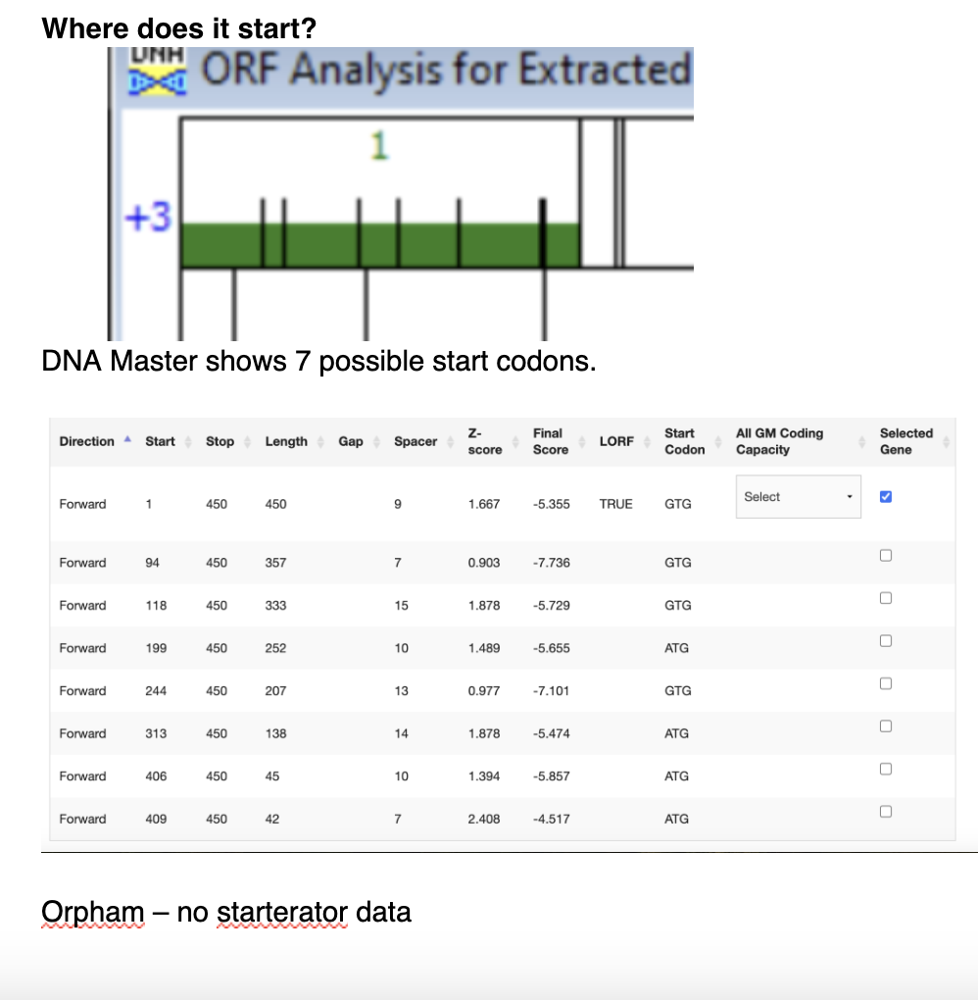 Where does it start?
DNA
ORF Analysis for Extracted
1
+3
DNA Master shows 7 possible start codons.
Direction Start Stop Length Gap Spacer Z-score Final Score LORF Start Codon All GM Coding Capacity Selected Gene
Forward 1 450 450 9 1.667 -5.355 TRUE GTG Select
Forward 94 450 357 7 0.903 -7.736 GTG
Forward 118 450 333 15 1.878 -5.729 GTG
Forward 199 450 252 10 1.489 -5.655 ATG
Forward 244 450 207 13 0.977 -7.101 GTG
Forward 313 450 138 14 1.878 -5.474 ATG
Forward 406 450 45 10 1.394 -5.857 ATG
Forward 409 450 42 7 2.408 -4.517 ATG
Orpham – no starterator data